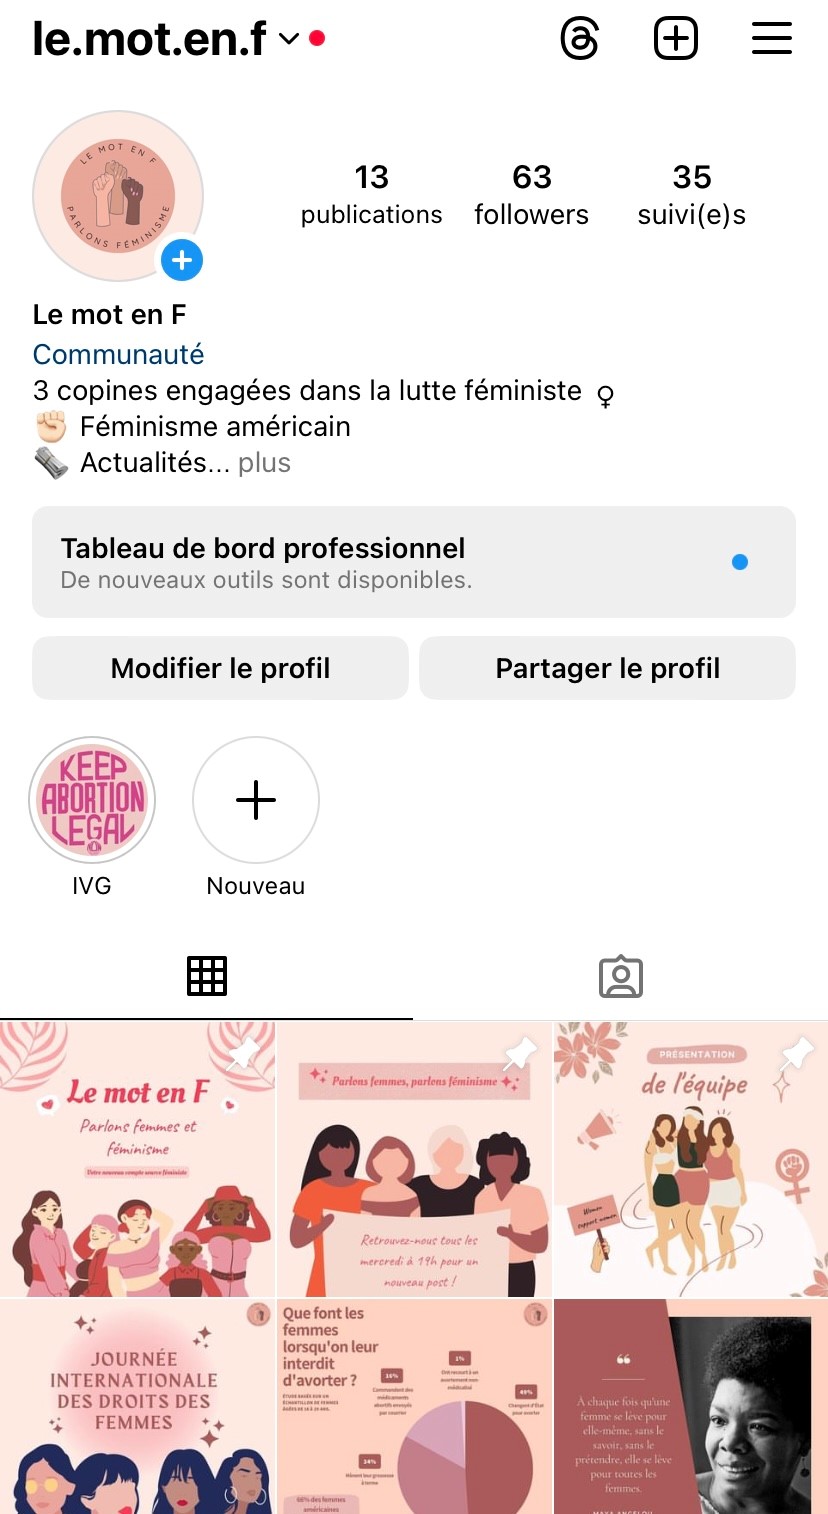 le.mot.en.f
LE MOT EN F
PARLONS FÉMINISME
13
publications
63
followers
35
suivi(e)s
Le mot en F
Communauté
3 copines engagées dans la lutte féministe ♀
✊🏻 Féminisme américain
🗞️ Actualités... plus
Tableau de bord professionnel
De nouveaux outils sont disponibles.
Modifier le profil
Partager le profil
KEEP
ABORTION
LEGAL
IVG
Nouveau
Le mot en F
Parlons femmes et
féminisme
Votre nouveau compte source féministe
Parlons femmes, parlons féminisme
Retrouvez-nous tous les
mercredi à 19h pour un
nouveau post !
PRÉSENTATION
de l'équipe
Women
support women
JOURNÉE
INTERNATIONALE
DES DROITS DES
FEMMES
Que font les
femmes
lorsqu'on leur
interdit
d'avorter ?
ÉTUDE BASÉE SUR UN
ÉCHANTILLON DE FEMMES
16%
Commandent des
médicaments
abortifs envoyés
par courrier
1%
Ont recours à un
avortement non-
médicalisé
49%
Changent d'État
pour avorter
34%
Mènent leur grossesse
à terme
68% des femmes
américaines
❝
À chaque fois qu'une
femme se lève pour
elle-même, sans le
savoir, sans le
prétendre, elle se lève
pour toutes les
femmes.
MAYA ANGELOU